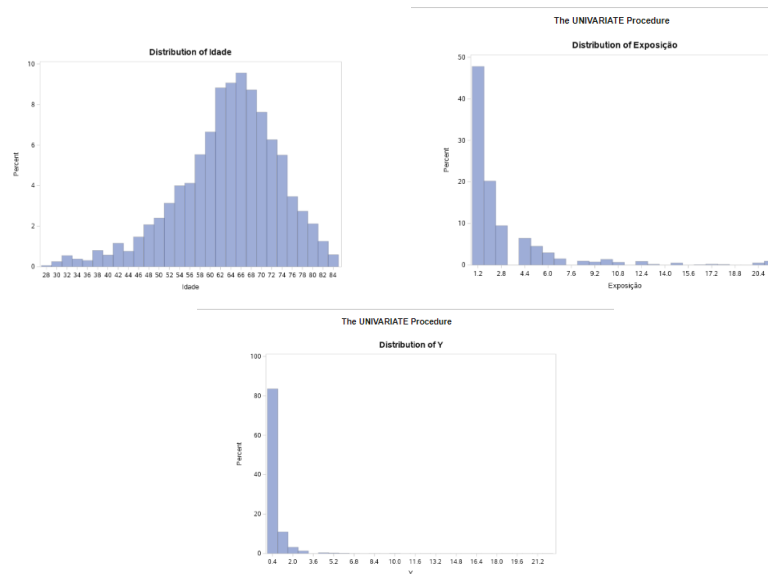 The UNIVARIATE Procedure
Distribution of Idade
10
8
6
4
2
0
Percent
28 30 32 34 36 38 40 42 44 46 48 50 52 54 56 58 60 62 64 66 68 70 72 74 76 78 80 82 84
Idade
Distribution of Exposição
50
40
30
20
10
0
Percent
1.2 2.8 4.4 6.0 7.6 9.2 10.8 12.4 14.0 15.6 17.2 18.8 20.4
Exposição
The UNIVARIATE Procedure
Distribution of Y
100
80
60
40
20
0
Percent
0.4 2.0 3.6 5.2 6.8 8.4 10.0 11.6 13.2 14.8 16.4 18.0 19.6 21.2
Y